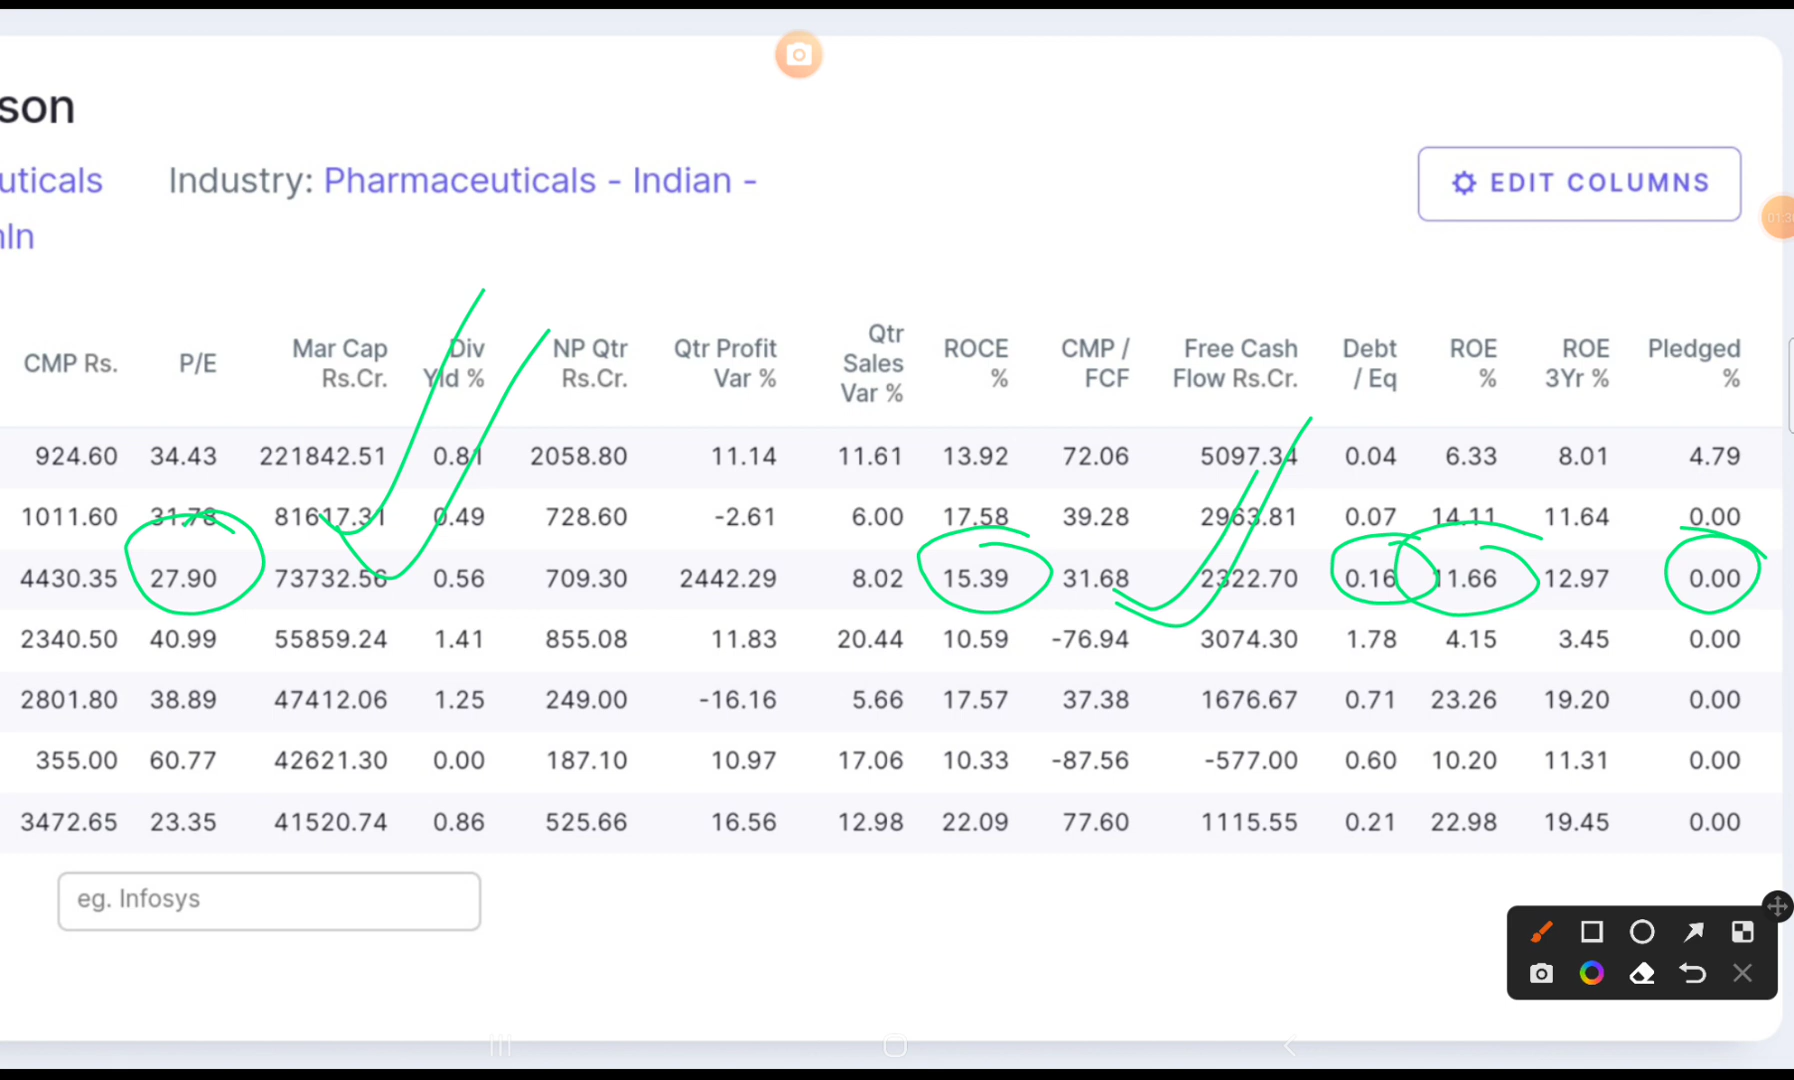 son
uticals Industry: Pharmaceuticals - Indian -
nln
EDIT COLUMNS
CMP Rs. P/E Mar Cap Rs.Cr. Div Yld % NP Qtr Rs.Cr. Qtr Profit Var % Qtr Sales Var % ROCE % CMP / FCF Free Cash Flow Rs.Cr. Debt / Eq ROE % ROE 3Yr % Pledged %
924.60 34.43 221842.51 0.81 2058.80 11.14 11.61 13.92 72.06 5097.34 0.04 6.33 8.01 4.79
1011.60 31.78 81617.31 0.49 728.60 -2.61 6.00 17.58 39.28 2963.81 0.07 14.11 11.64 0.00
4430.35 27.90 73732.56 0.56 709.30 2442.29 8.02 15.39 31.68 2322.70 0.16 11.66 12.97 0.00
2340.50 40.99 55859.24 1.41 855.08 11.83 20.44 10.59 -76.94 3074.30 1.78 4.15 3.45 0.00
2801.80 38.89 47412.06 1.25 249.00 -16.16 5.66 17.57 37.38 1676.67 0.71 23.26 19.20 0.00
355.00 60.77 42621.30 0.00 187.10 10.97 17.06 10.33 -87.56 -577.00 0.60 10.20 11.31 0.00
3472.65 23.35 41520.74 0.86 525.66 16.56 12.98 22.09 77.60 1115.55 0.21 22.98 19.45 0.00
eg. Infosys